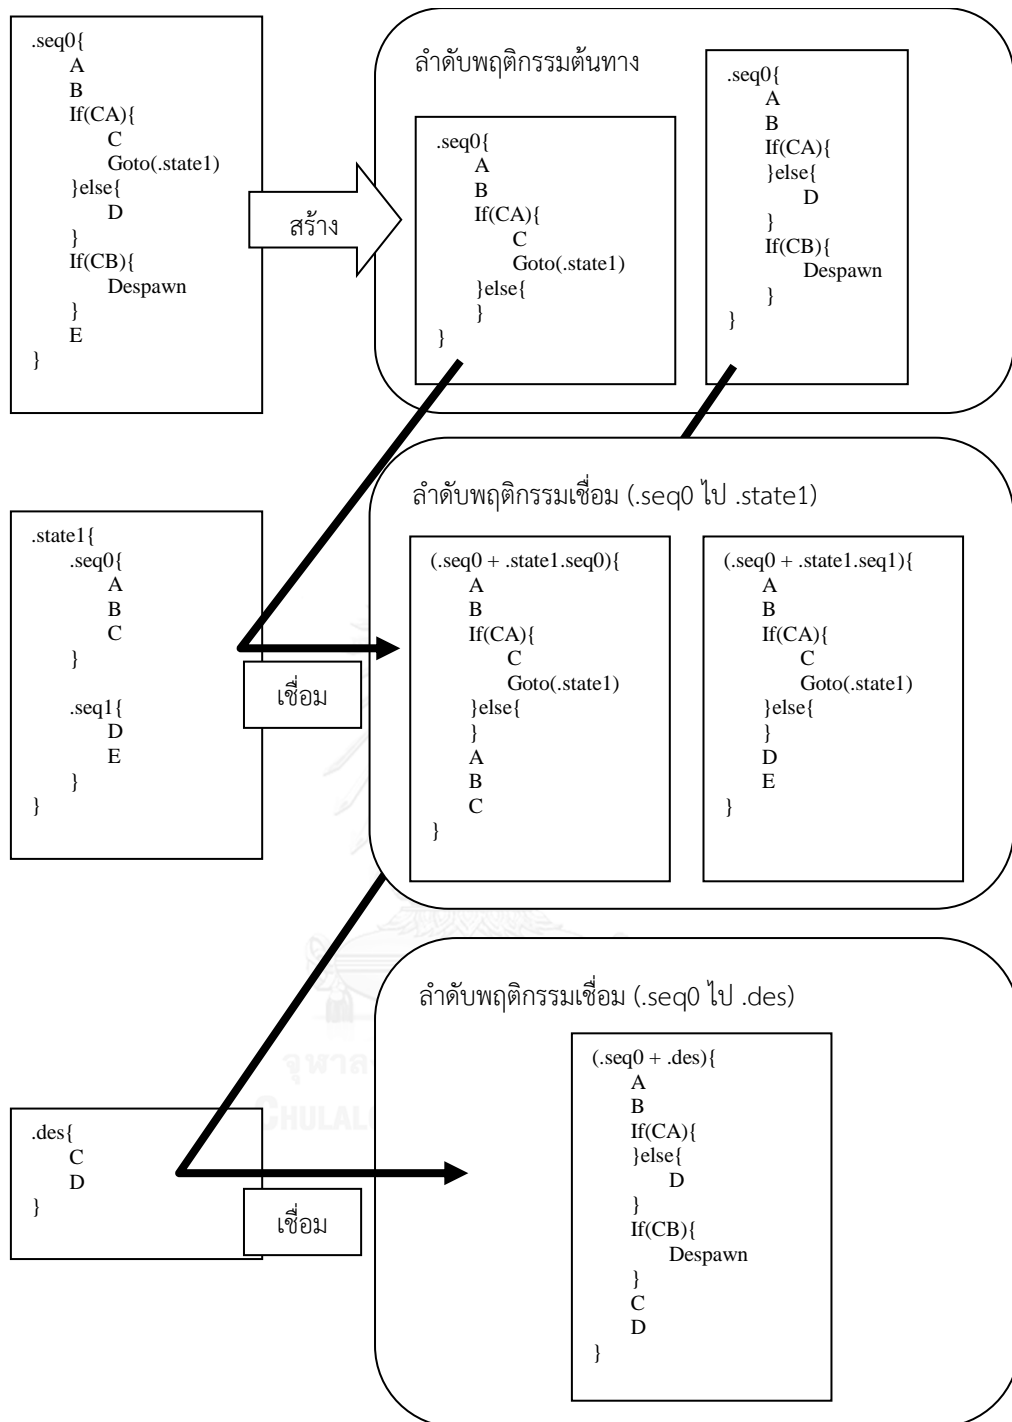 .seq0{
A
B
If(CA){
C
Goto(.state1)
}else{
D
}
If(CB){
Despawn
}
E
}
สร้าง
ลำดับพฤติกรรมต้นทาง
.seq0{
A
B
If(CA){
C
Goto(.state1)
}else{
}
}
.seq0{
A
B
If(CA){
}else{
D
}
If(CB){
Despawn
}
}
.state1{
.seq0{
A
B
C
}
.seq1{
D
E
}
}
เชื่อม
ลำดับพฤติกรรมเชื่อม (.seq0 ไป .state1)
(.seq0 + .state1.seq0){
A
B
If(CA){
C
Goto(.state1)
}else{
}
A
B
C
}
(.seq0 + .state1.seq1){
A
B
If(CA){
C
Goto(.state1)
}else{
}
D
E
}
.des{
C
D
}
เชื่อม
ลำดับพฤติกรรมเชื่อม (.seq0 ไป .des)
(.seq0 + .des){
A
B
If(CA){
}else{
D
}
If(CB){
Despawn
}
C
D
}